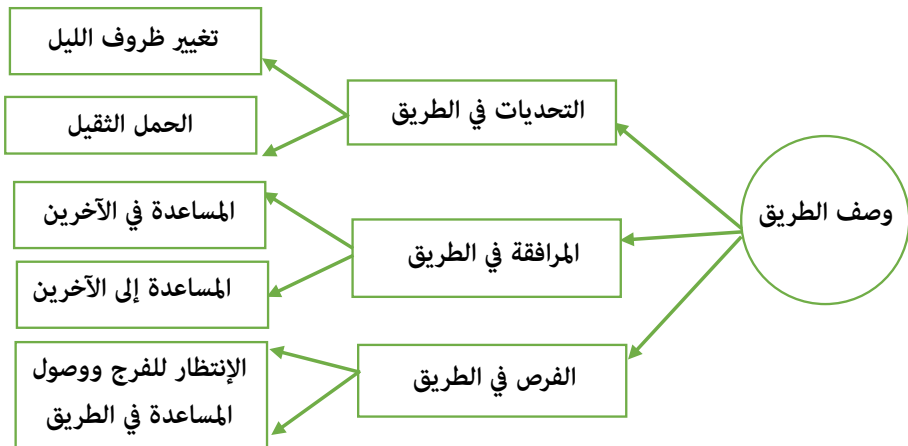 وصف الطريق
التحديات في الطريق
تغيير ظروف الليل
الحمل الثقيل
المرافقة في الطريق
المساعدة في الآخرين
المساعدة إلى الآخرين
الفرص في الطريق
الإنتظار للفرج ووصول
المساعدة في الطريق